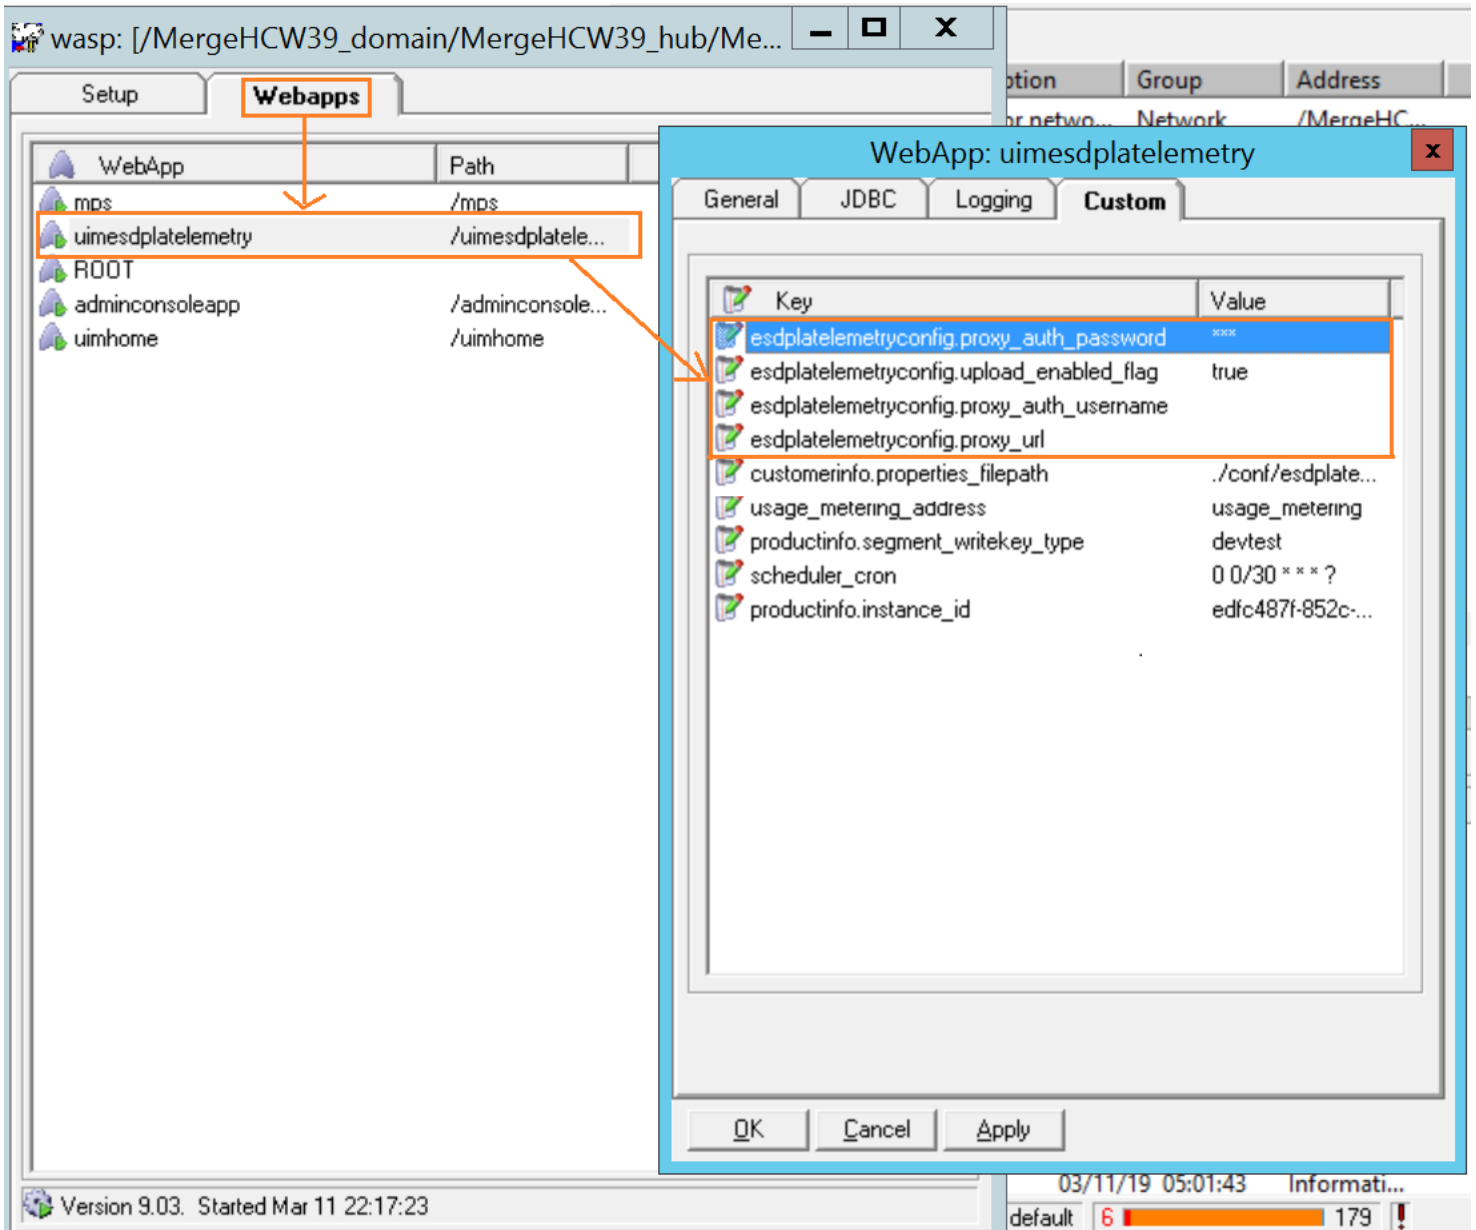 wasp: [/MergeHCW39_domain/MergeHCW39_hub/Me...
Setup
Webapps
WebApp Path
mps /mps
uimesdplatelemetry /uimesdplatele...
ROOT
adminconsoleapp /adminconsole...
uimhome /uimhome
Version 9.03. Started Mar 11 22:17:23
Group Address
Network /MergeHC...
WebApp: uimesdplatelemetry
General JDBC Logging Custom
Key Value
esdplatelemetryconfig.proxy_auth_password ***
esdplatelemetryconfig.upload_enabled_flag true
esdplatelemetryconfig.proxy_auth_username
esdplatelemetryconfig.proxy_url
customerinfo.properties_filepath ./conf/esdplate...
usage_metering_address usage_metering
productinfo.segment_writekey_type devtest
scheduler_cron 0 0/30 * * * ?
productinfo.instance_id edfc487f-852c-...
OK Cancel Apply
03/11/19 05:01:43 Informati...
default 6 179